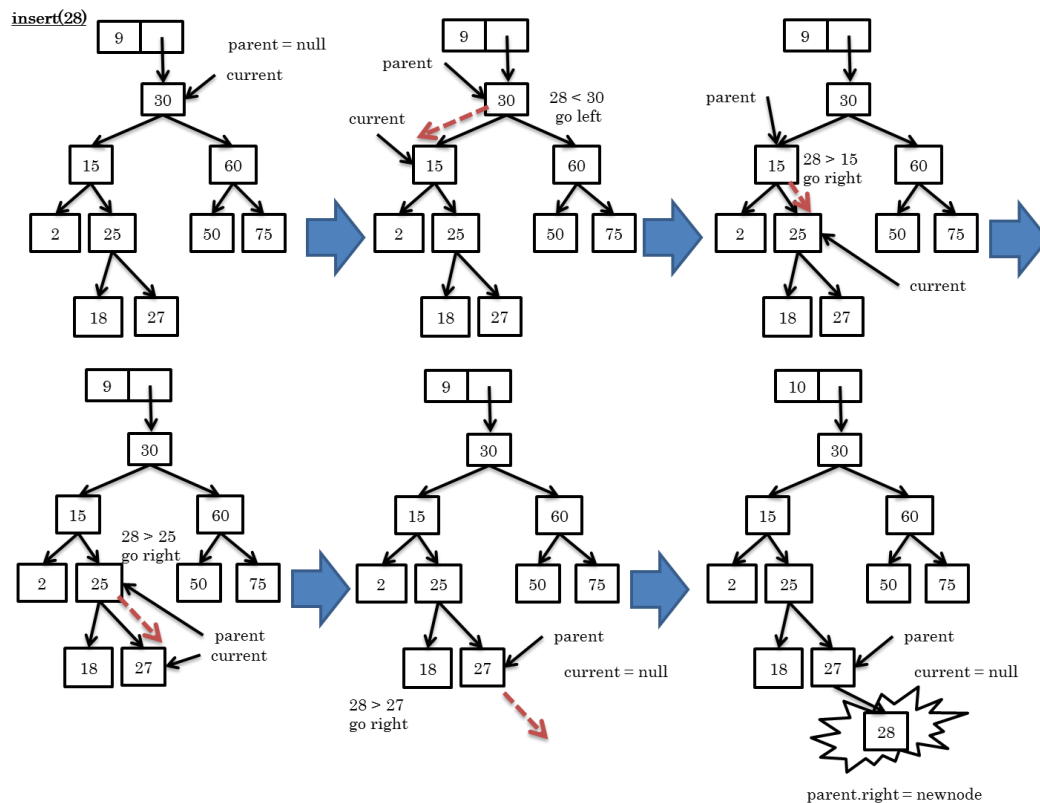 insert(28)
9
parent = null
current
30
15
60
2
25
50
75
18
27
9
parent
30
28 < 30
go left
current
15
60
2
25
50
75
18
27
9
parent
30
15
28 > 15
go right
60
2
25
50
75
current
18
27
9
30
15
60
28 > 25
go right
2
25
50
75
parent
current
18
27
9
30
15
60
2
25
50
75
parent
18
27
current = null
28 > 27
go right
10
30
15
60
2
25
50
75
parent
18
27
current = null
28
parent.right = newnode